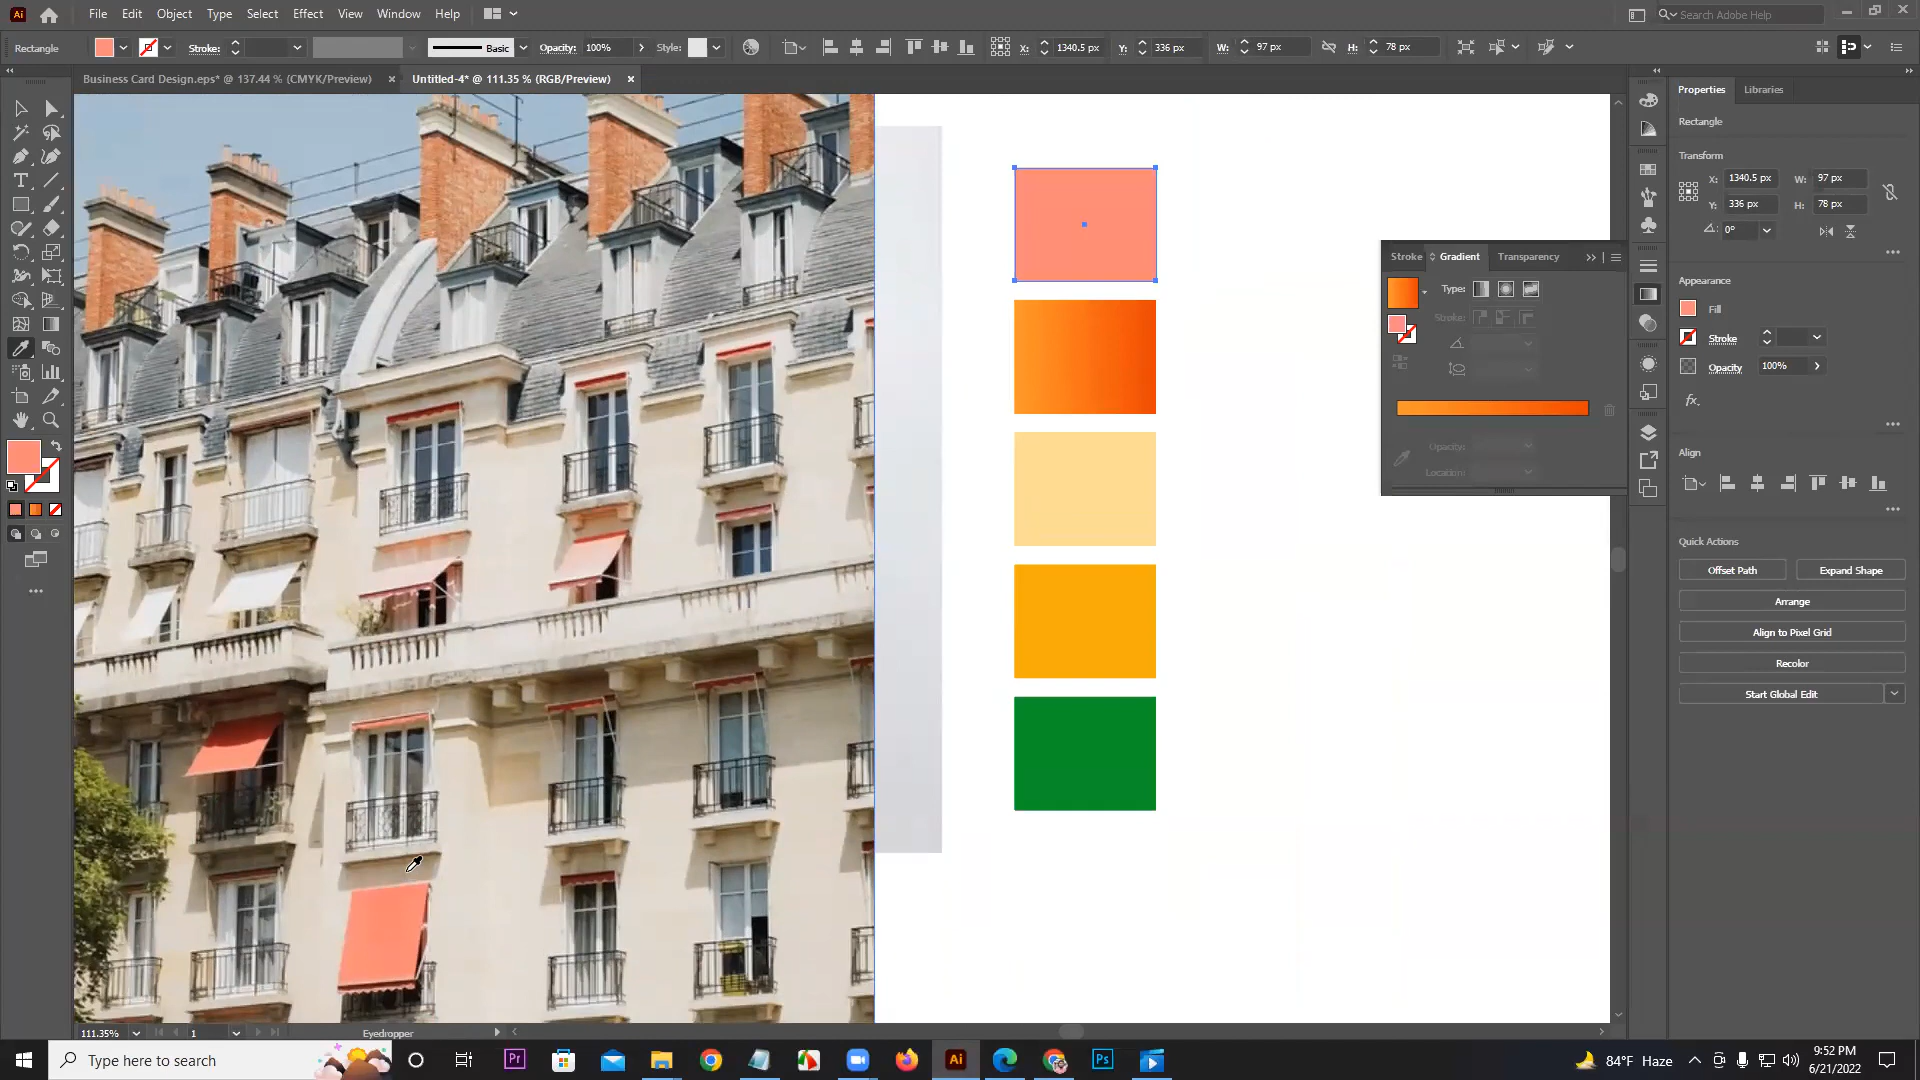 Ai File Edit Object Type Select Effect View Window Help Search Adobe Help
Rectangle Stroke: Basic Opacity: 100% Style: X: 1340.5 px Y: 336 px W: 97 px H: 78 px
Business Card Design.eps* @ 137.44 % (CMYK/Preview) × Untitled-4* @ 111.35 % (RGB/Preview) ×
Properties Libraries
Rectangle
Transform
X: 1340.5 px W: 97 px
Y: 336 px H: 78 px
0°
Stroke Gradient Transparency
Type:
Stroke:
Opacity:
Location:
Appearance
Fill
Stroke
Opacity 100%
fx.
Align
Quick Actions
Offset Path Expand Shape
Arrange
Align to Pixel Grid
Recolor
Start Global Edit
111.35% 1 Eyedropper
Type here to search Pr Ai Ps 84°F Haze 9:52 PM
6/21/2022